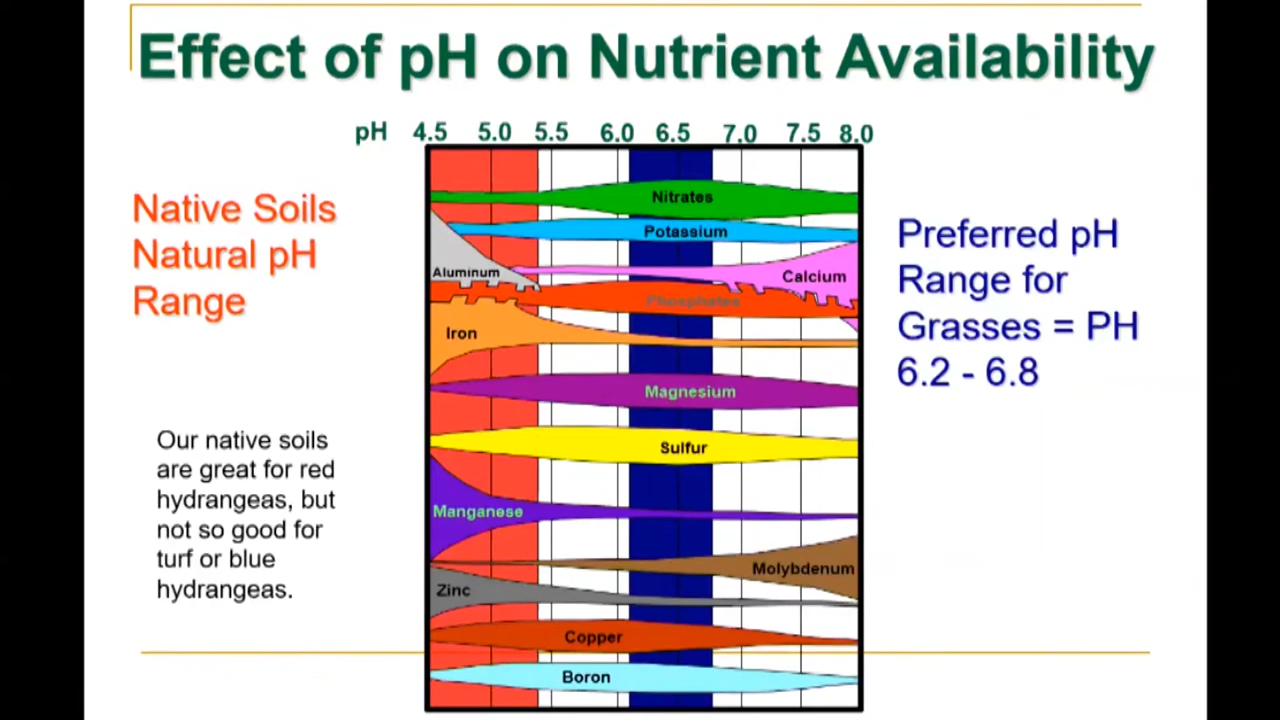 Effect of pH on Nutrient Availability
pH 4.5 5.0 5.5 6.0 6.5 7.0 7.5 8.0
Native Soils
Natural pH
Range
Our native soils
are great for red
hydrangeas, but
not so good for
turf or blue
hydrangeas.
Nitrates
Potassium
Aluminum
Calcium
Phosphates
Iron
Magnesium
Sulfur
Manganese
Molybdenum
Zinc
Copper
Boron
Preferred pH
Range for
Grasses = PH
6.2 - 6.8